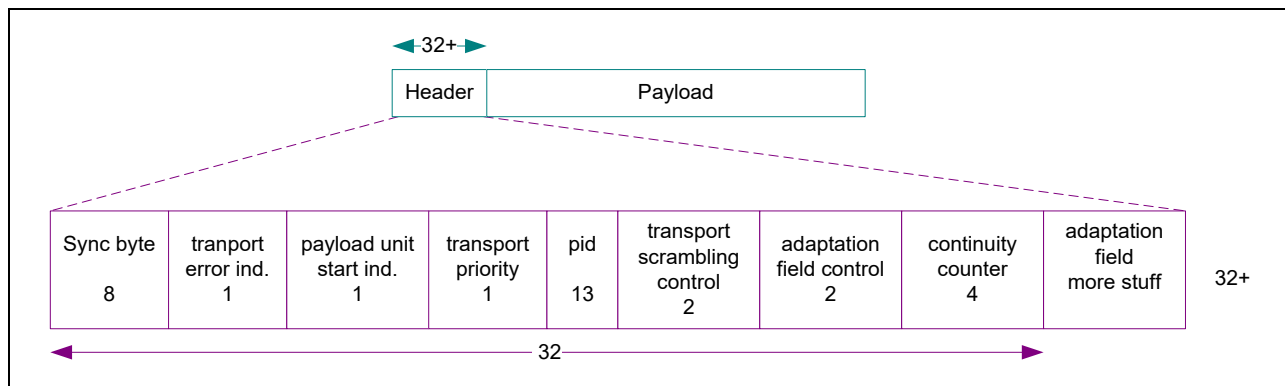 32+
Header
Payload
Sync byte
8
tranport
error ind.
1
payload unit
start ind.
1
transport
priority
1
pid
13
transport
scrambling
control
2
adaptation
field control
2
continuity
counter
4
adaptation
field
more stuff
32+
32